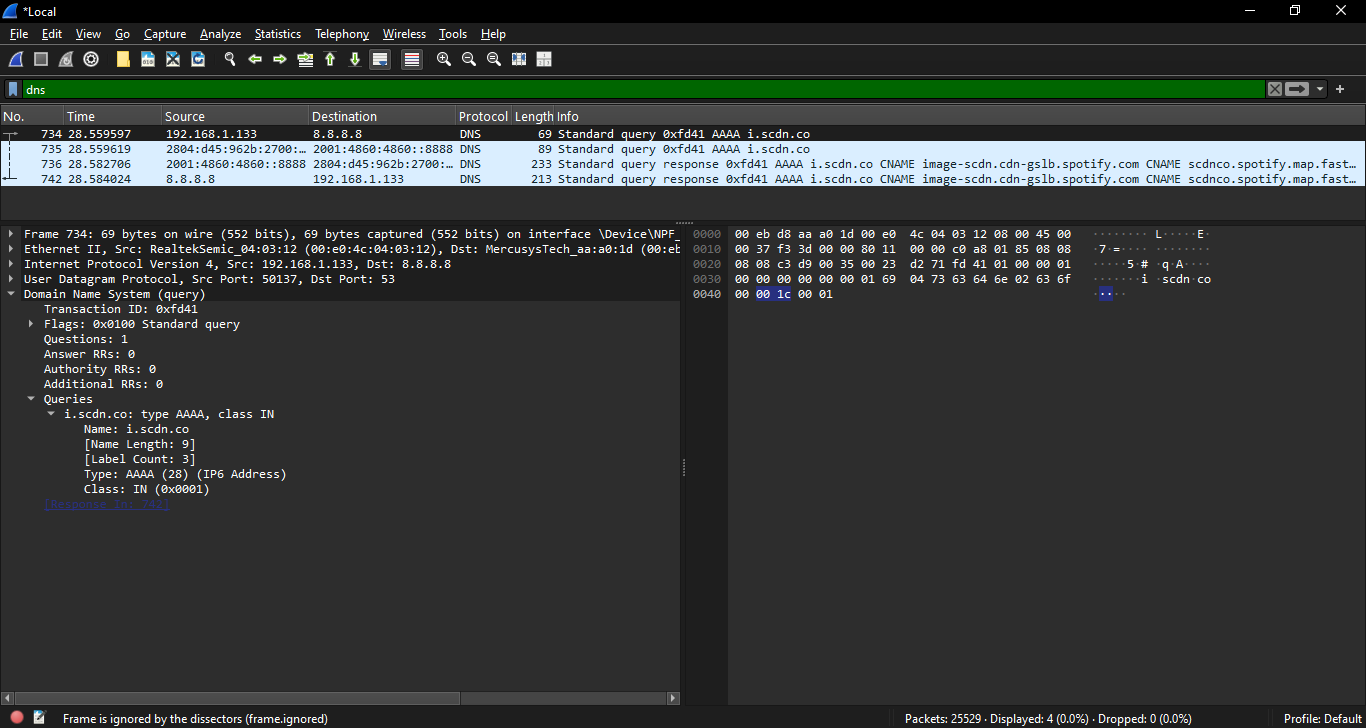 *Local
File Edit View Go Capture Analyze Statistics Telephony Wireless Tools Help
dns
No. Time Source Destination Protocol Length Info
734 28.559597 192.168.1.133 8.8.8.8 DNS 69 Standard query 0xfd41 AAAA i.scdn.co
735 28.559619 2804:d45:962b:2700:… 2001:4860:4860::8888 DNS 89 Standard query 0xfd41 AAAA i.scdn.co
736 28.582706 2001:4860:4860::8888 2804:d45:962b:2700:… DNS 233 Standard query response 0xfd41 AAAA i.scdn.co CNAME image-scdn.cdn-gslb.spotify.com CNAME scdnco.spotify.map.fast…
742 28.584024 8.8.8.8 192.168.1.133 DNS 213 Standard query response 0xfd41 AAAA i.scdn.co CNAME image-scdn.cdn-gslb.spotify.com CNAME scdnco.spotify.map.fast…
Frame 734: 69 bytes on wire (552 bits), 69 bytes captured (552 bits) on interface \Device\NPF_
Ethernet II, Src: RealtekSemic_04:03:12 (00:e0:4c:04:03:12), Dst: MercusysTech_aa:a0:1d (00:eb
Internet Protocol Version 4, Src: 192.168.1.133, Dst: 8.8.8.8
User Datagram Protocol, Src Port: 50137, Dst Port: 53
Domain Name System (query)
Transaction ID: 0xfd41
Flags: 0x0100 Standard query
Questions: 1
Answer RRs: 0
Authority RRs: 0
Additional RRs: 0
Queries
i.scdn.co: type AAAA, class IN
Name: i.scdn.co
[Name Length: 9]
[Label Count: 3]
Type: AAAA (28) (IP6 Address)
Class: IN (0x0001)
[Response In: 742]
0000 00 eb d8 aa a0 1d 00 e0 4c 04 03 12 08 00 45 00 ········ L·····E·
0010 00 37 f3 3d 00 00 80 11 00 00 c0 a8 01 85 08 08 ·7·=···· ········
0020 08 08 c3 d9 00 35 00 23 d2 71 fd 41 01 00 00 01 ·····5·# ·q·A····
0030 00 00 00 00 00 00 01 69 04 73 63 64 6e 02 63 6f ·······i ·scdn·co
0040 00 00 1c 00 01 ·····
Frame is ignored by the dissectors (frame.ignored)
Packets: 25529 · Displayed: 4 (0.0%) · Dropped: 0 (0.0%)
Profile: Default